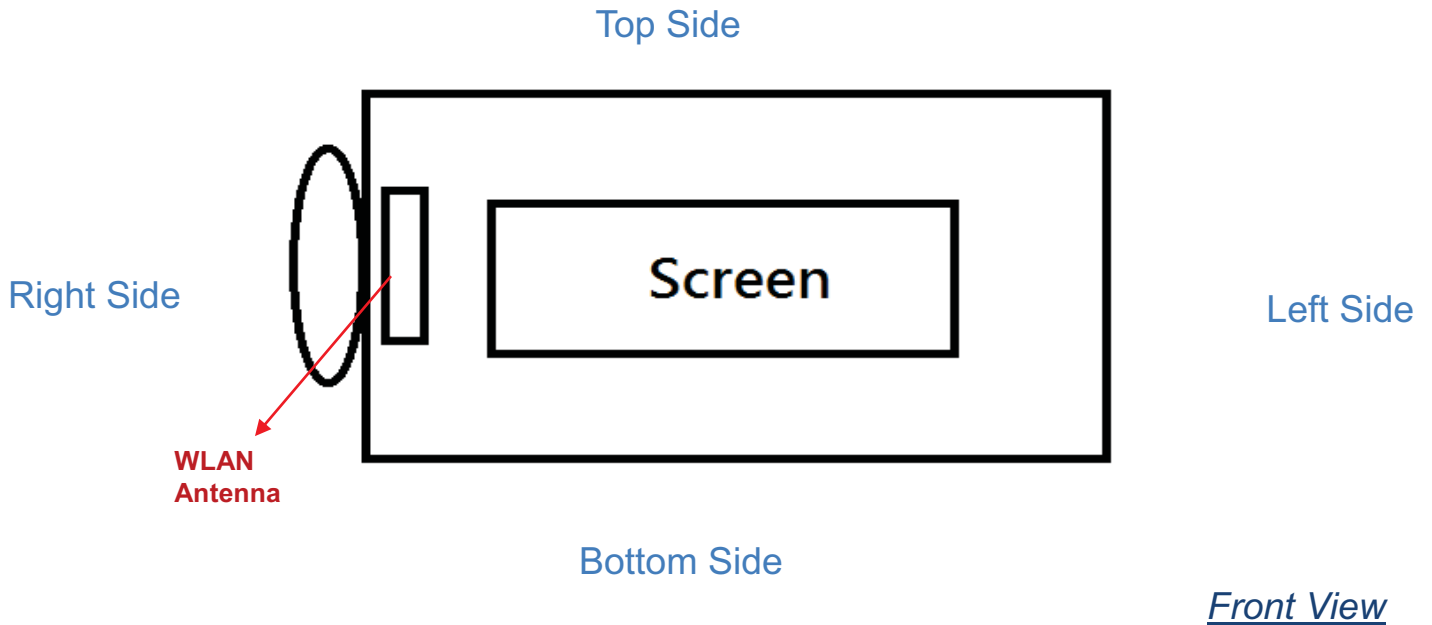 Top Side
Screen
Right Side
Left Side
WLAN
Antenna
Bottom Side
Front View